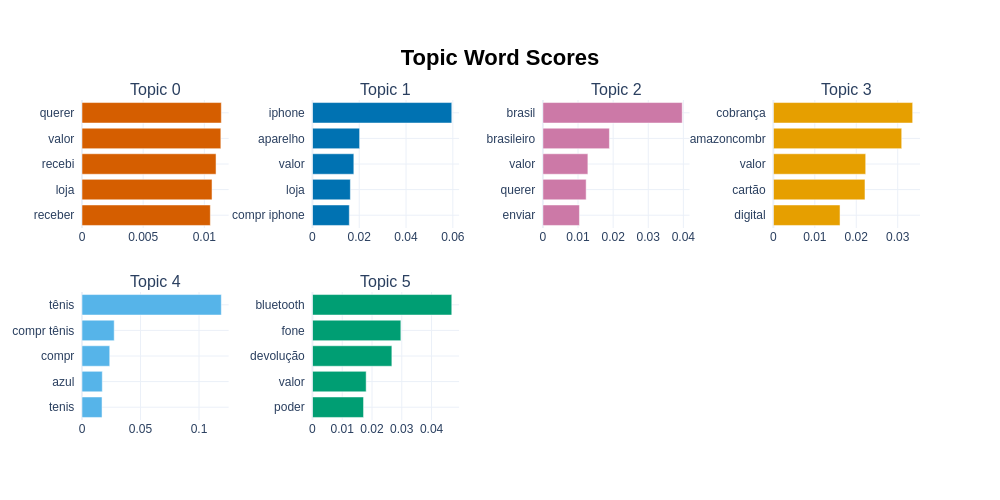 Topic Word Scores
Topic 0
querer
valor
recebi
loja
receber
0 0.005 0.01
Topic 1
iphone
aparelho
valor
loja
compr iphone
0 0.02 0.04 0.06
Topic 2
brasil
brasileiro
valor
querer
enviar
0 0.01 0.02 0.03 0.04
Topic 3
cobrança
amazoncombr
valor
cartão
digital
0 0.01 0.02 0.03
Topic 4
tênis
compr tênis
compr
azul
tenis
0 0.05 0.1
Topic 5
bluetooth
fone
devolução
valor
poder
0 0.01 0.02 0.03 0.04